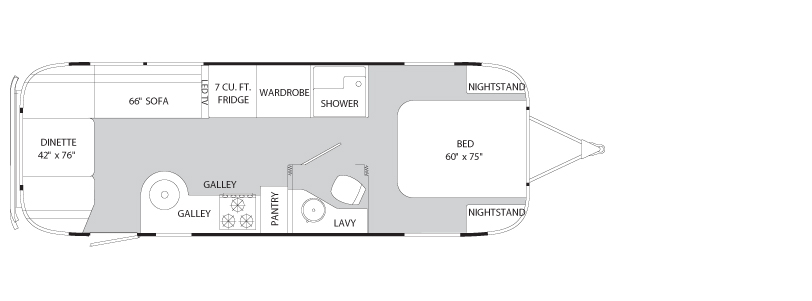 NIGHTSTAND
7 CU. FT.
FRIDGE
WARDROBE
LED TV
66" SOFA
SHOWER
DINETTE
42" x 76"
BED
60" x 75"
GALLEY
GALLEY
PANTRY
LAVY
NIGHTSTAND